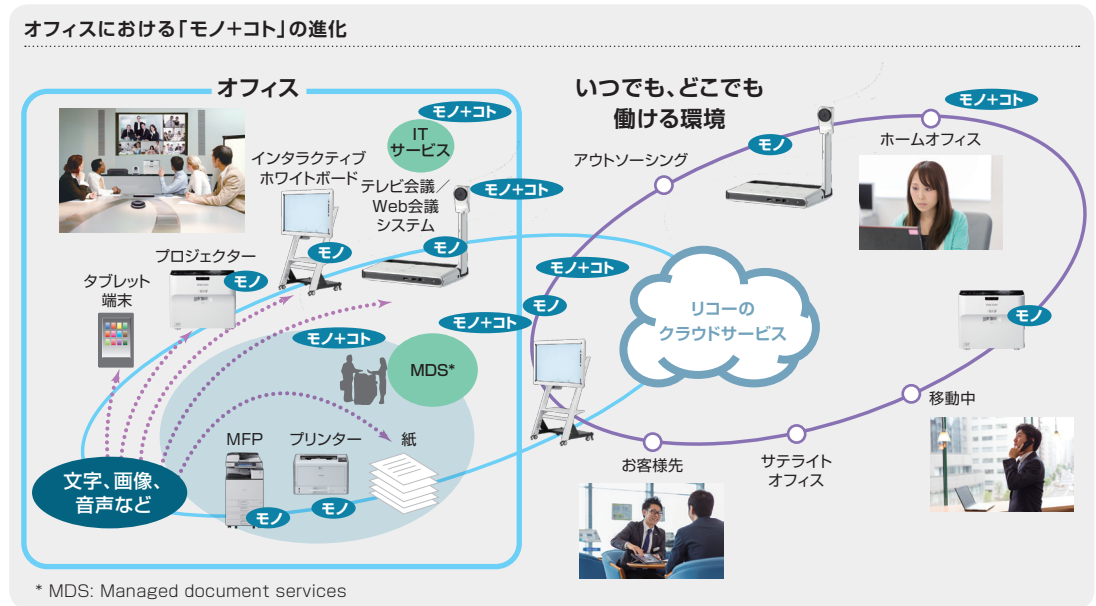 オフィスにおける「モノ＋コト」の進化
オフィス
モノ+コト
IT
サービス
インタラクティブ
ホワイトボード
テレビ会議／
Web会議
システム
モノ+コト
モノ
モノ
プロジェクター
モノ
タブレット
端末
モノ+コト
モノ+コト
MDS*
MFP
プリンター
紙
文字、画像、
音声など
モノ
モノ
いつでも、どこでも
働ける環境
モノ+コト
ホームオフィス
モノ
アウトソーシング
モノ+コト
モノ
リコーの
クラウドサービス
モノ
移動中
お客様先
サテライト
オフィス
* MDS: Managed document services